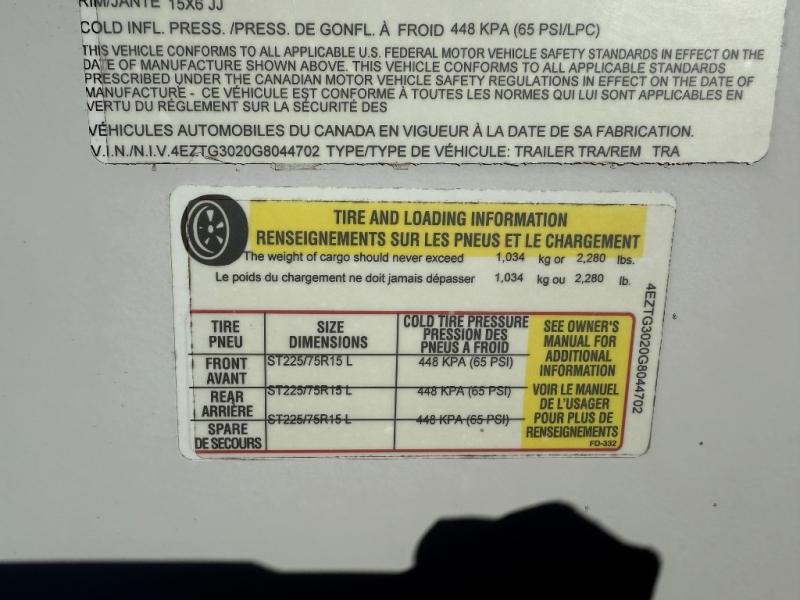 RIM/JANTE 15X6 JJ
COLD INFL. PRESS. /PRESS. DE GONFL. À FROID 448 KPA (65 PSI/LPC)
THIS VEHICLE CONFORMS TO ALL APPLICABLE U.S. FEDERAL MOTOR VEHICLE SAFETY STANDARDS IN EFFECT ON THE
DATE OF MANUFACTURE SHOWN ABOVE. THIS VEHICLE CONFORMS TO ALL APPLICABLE STANDARDS
PRESCRIBED UNDER THE CANADIAN MOTOR VEHICLE SAFETY REGULATIONS IN EFFECT ON THE DATE OF
MANUFACTURE - CE VÉHICULE EST CONFORME À TOUTES LES NORMES QUI LUI SONT APPLICABLES EN
VERTU DU RÉGLEMENT SUR LA SÉCURITÉ DES
VÉHICULES AUTOMOBILES DU CANADA EN VIGUEUR À LA DATE DE SA FABRICATION.
V.I.N./N.I.V.4EZTG3020G8044702 TYPE/TYPE DE VÉHICULE: TRAILER TRA/REM TRA
TIRE AND LOADING INFORMATION
RENSEIGNEMENTS SUR LES PNEUS ET LE CHARGEMENT
The weight of cargo should never exceed 1,034 kg or 2,280 lbs.
Le poids du chargement ne doit jamais dépasser 1,034 kg ou 2,280 lb.
TIRE
PNEU
SIZE
DIMENSIONS
COLD TIRE PRESSURE
PRESSION DES
PNEUS A FROID
FRONT
AVANT
ST225/75R15 L
448 KPA (65 PSI)
REAR
ARRIÈRE
ST225/75R15 L
448 KPA (65 PSI)
SPARE
DE SECOURS
ST225/75R15 L
448 KPA (65 PSI)
SEE OWNER'S
MANUAL FOR
ADDITIONAL
INFORMATION
VOIR LE MANUEL
DE L'USAGER
POUR PLUS DE
RENSEIGNEMENTS
FD-332
4EZTG3020G8044702